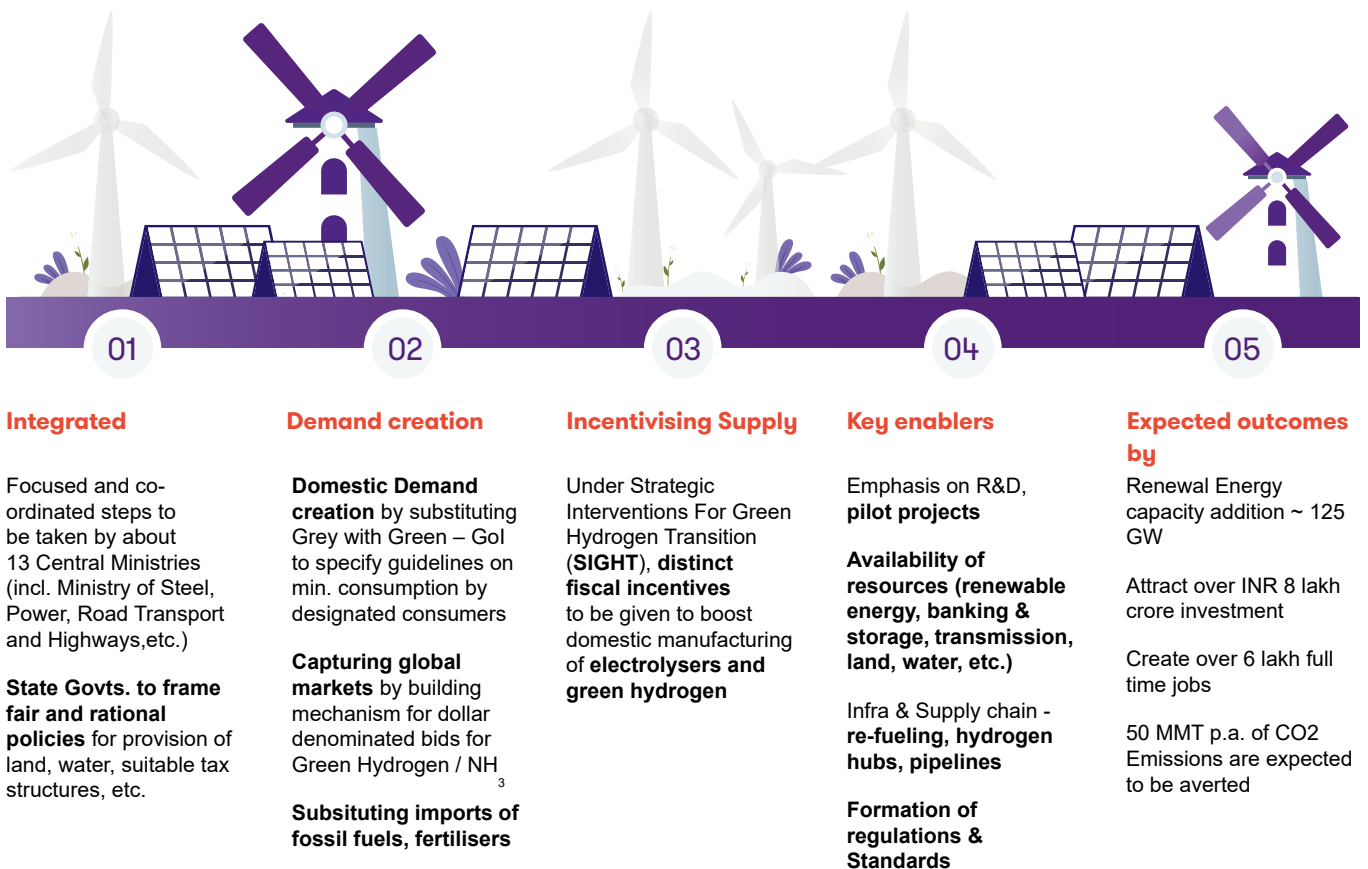 01
02
03
04
05
Integrated
Focused and co-
ordinated steps to
be taken by about
13 Central Ministries
(incl. Ministry of Steel,
Power, Road Transport
and Highways,etc.)
State Govts. to frame
fair and rational
policies for provision of
land, water, suitable tax
structures, etc.
Demand creation
Domestic Demand
creation by substituting
Grey with Green – GoI
to specify guidelines on
min. consumption by
designated consumers
Capturing global
markets by building
mechanism for dollar
denominated bids for
Green Hydrogen / NH
3
Subsituting imports of
fossil fuels, fertilisers
Incentivising Supply
Under Strategic
Interventions For Green
Hydrogen Transition
(SIGHT), distinct
fiscal incentives
to be given to boost
domestic manufacturing
of electrolysers and
green hydrogen
Key enablers
Emphasis on R&D,
pilot projects
Availability of
resources (renewable
energy, banking &
storage, transmission,
land, water, etc.)
Infra & Supply chain -
re-fueling, hydrogen
hubs, pipelines
Formation of
regulations &
Standards
Expected outcomes
by
Renewal Energy
capacity addition ~ 125
GW
Attract over INR 8 lakh
crore investment
Create over 6 lakh full
time jobs
50 MMT p.a. of CO2
Emissions are expected
to be averted